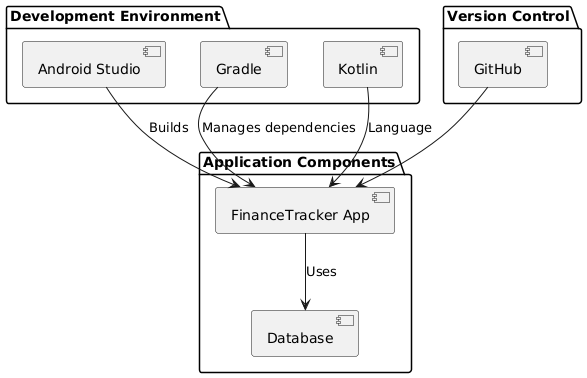 Development Environment
Version Control
Android Studio
Gradle
Kotlin
GitHub
Builds
Manages dependencies
Language
Application Components
FinanceTracker App
Uses
Database